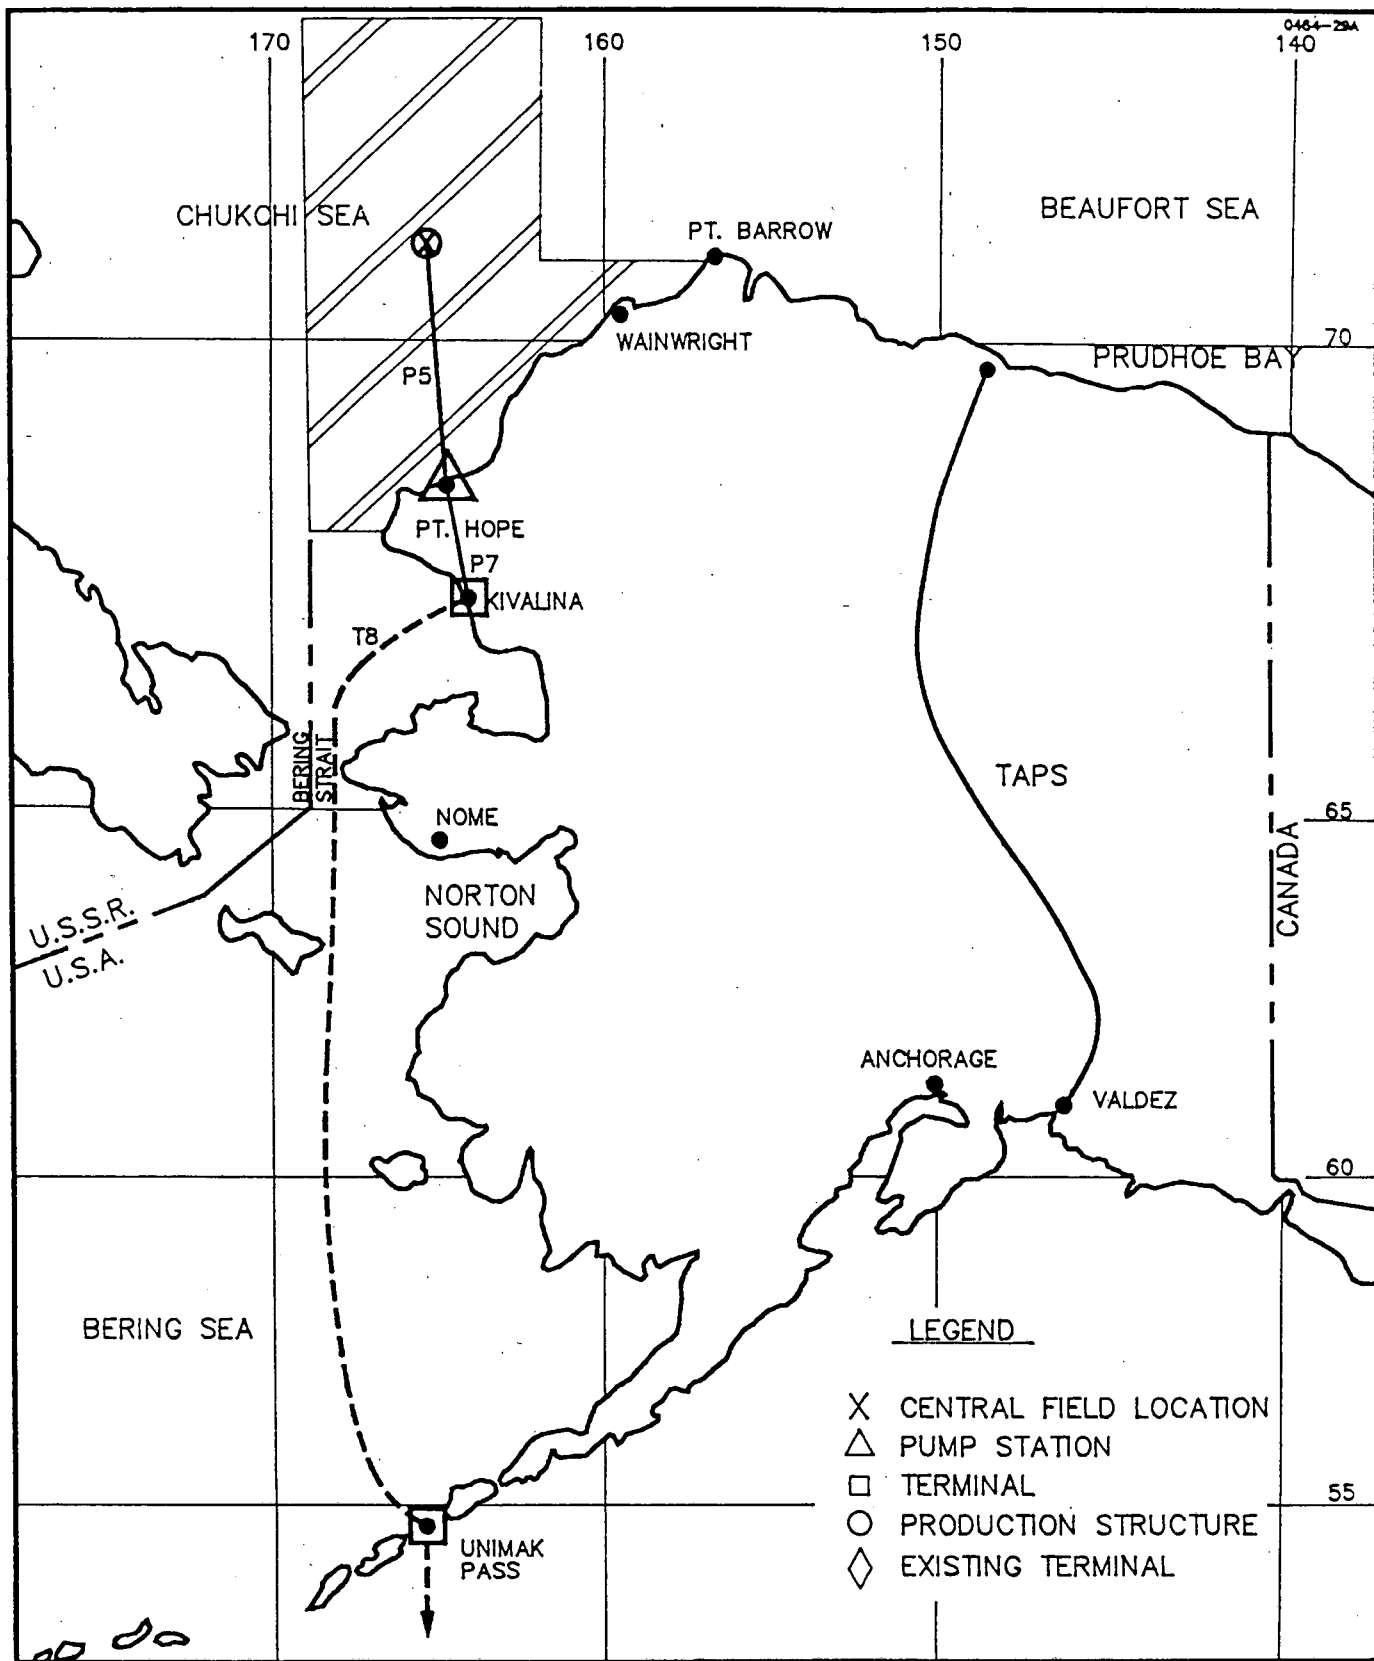 0464-29A
170
160
150
140
CHUKCHI SEA
BEAUFORT SEA
PT. BARROW
WAINWRIGHT
70
PRUDHOE BAY
P5
PT. HOPE
P7
KIVALINA
T8
BERING
STRAIT
TAPS
65
NOME
CANADA
NORTON
SOUND
U.S.S.R.
U.S.A.
ANCHORAGE
VALDEZ
60
BERING SEA
LEGEND
X CENTRAL FIELD LOCATION
△ PUMP STATION
□ TERMINAL
○ PRODUCTION STRUCTURE
◇ EXISTING TERMINAL
55
UNIMAK
PASS